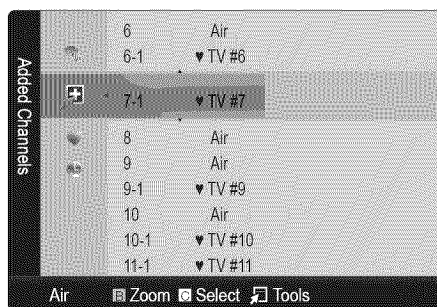 Added Channels
6 Air
6-1 ♥ TV #6
7-1 ♥ TV #7
8 Air
9 Air
9-1 ♥ TV #9
10 Air
10-1 ♥ TV #10
11-1 ♥ TV #11
Air B Zoom C Select Tools